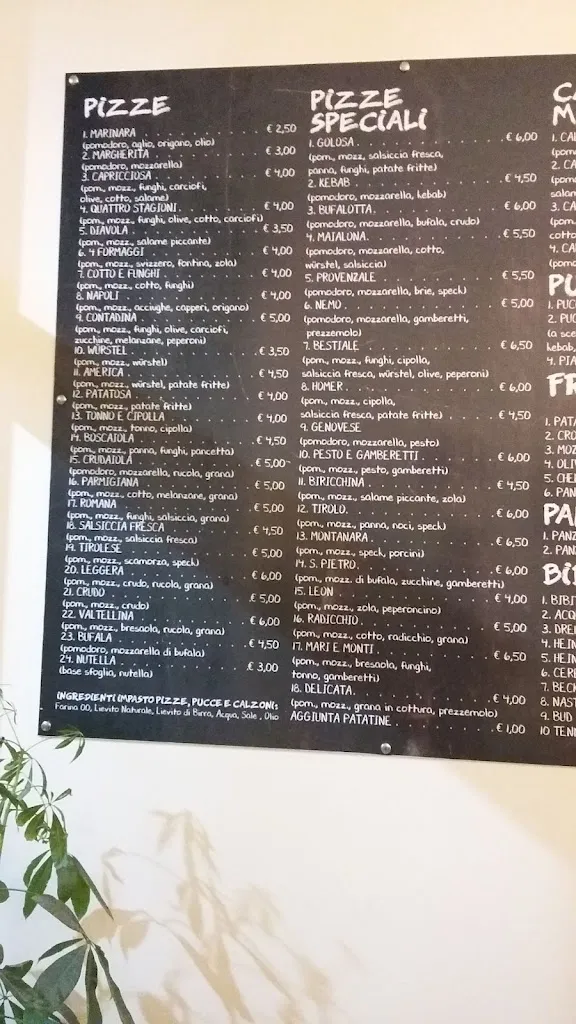 PIZZE
1. MARINARA € 2,50
(pomodoro, aglio, origano, olio)
2. MARGHERITA € 3,00
(pomodoro, mozzarella)
3. CAPRICCIOSA € 4,00
(pom., mozz., funghi, carciofi,
olive, cotto, salame)
4. QUATTRO STAGIONI € 4,00
(pom., mozz., funghi, olive, cotto, carciofi)
5. DIAVOLA € 3,50
(pom., mozz., salame piccante)
6. 4 FORMAGGI € 4,00
(pom., mozz., svizzero, fontina, zola)
7. COTTO E FUNGHI € 4,00
(pom., mozz., cotto, funghi)
8. NAPOLI € 4,00
(pom., mozz., acciughe, capperi, origano)
9. CONTADINA € 5,00
(pom., mozz., funghi, olive, carciofi,
zucchine, melanzane, peperoni)
10. WÜRSTEL € 3,50
(pom., mozz., würstel)
11. AMERICA € 4,50
(pom., mozz., würstel, patate fritte)
12. PATATOSA € 4,00
(pom., mozz., patate fritte)
13. TONNO E CIPOLLA € 4,00
(pom., mozz., tonno, cipolla)
14. BOSCAIOLA € 4,50
(pom., mozz., panna, funghi, pancetta)
15. CRUDAIOLA € 5,00
(pomodoro, mozzarella, rucola, grana)
16. PARMIGIANA € 5,00
(pom., mozz., cotto, melanzane, grana)
17. ROMANA € 5,00
(pom., mozz., funghi, salsiccia, grana)
18. SALSICCIA FRESCA € 4,50
(pom., mozz., salsiccia fresca)
19. TIROLESE € 5,00
(pom., mozz., scamorza, speck)
20. LEGGERA € 6,00
(pom., mozz., crudo, rucola, grana)
21. CRUDO € 5,00
(pom., mozz., crudo)
22. VALTELLINA € 6,00
(pom., mozz., bresaola, rucola, grana)
23. BUFALA € 4,50
(pomodoro, mozzarella di bufala)
24. NUTELLA € 3,00
(base sfoglia, nutella)
INGREDIENTI IMPASTO PIZZE, PUCCE E CALZONI:
Farina 00, Lievito Naturale, Lievito di Birra, Acqua, Sale, Olio
PIZZE
SPECIALI
1. GOLOSA € 6,00
(pom., mozz., salsiccia fresca,
panna, funghi, patate fritte)
2. KEBAB € 4,50
(pomodoro, mozzarella, kebab)
3. BUFALOTTA € 6,00
(pomodoro, mozzarella, bufala, crudo)
4. MAIALONA € 5,50
(pomodoro, mozzarella, cotto,
würstel, salsiccia)
5. PROVENZALE € 5,50
(pomodoro, mozzarella, brie, speck)
6. NEMO € 5,00
(pomodoro, mozzarella, gamberetti,
prezzemolo)
7. BESTIALE € 6,50
(pom., mozz., funghi, cipolla,
salsiccia fresca, würstel, olive, peperoni)
8. HOMER € 6,00
(pom., mozz., cipolla,
salsiccia fresca, patate fritte) € 4,50
9. GENOVESE
(pomodoro, mozzarella, pesto)
10. PESTO E GAMBERETTI € 6,00
(pom., mozz., pesto, gamberetti)
11. BIRICCHINA € 4,50
(pom., mozz., salame piccante, zola)
12. TIROLO € 6,00
(pom., mozz., panna, noci, speck)
13. MONTANARA € 6,50
(pom., mozz., speck, porcini)
14. S. PIETRO € 6,00
(pom., mozz. di bufala, zucchine, gamberetti)
15. LEON € 4,00
(pom., mozz., zola, peperoncino)
16. RADICCHIO € 5,00
(pom., mozz., cotto, radicchio, grana)
17. MARI E MONTI € 6,50
(pom., mozz., bresaola, funghi,
tonno, gamberetti)
18. DELICATA € 4,00
(pom., mozz., grana in cottura, prezzemolo)
AGGIUNTA PATATINE € 1,00